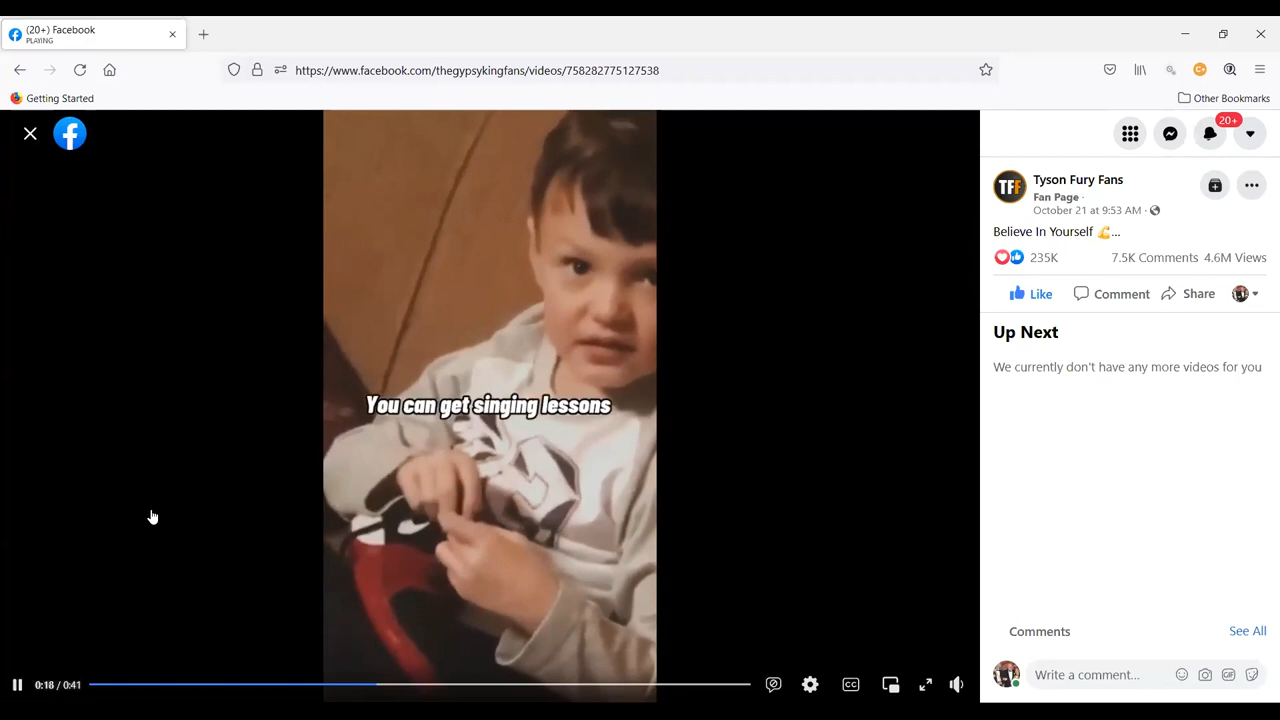 (20+) Facebook
PLAYING
https://www.facebook.com/thegypsykingfans/videos/758282775127538
Getting Started
Other Bookmarks
20+
TFF
Tyson Fury Fans
Fan Page ·
October 21 at 9:53 AM ·
Believe In Yourself 💪...
235K
7.5K Comments 4.6M Views
Like
Comment
Share
Up Next
We currently don't have any more videos for you
You can get singing lessons
Comments
See All
Write a comment...
GIF
0:18 / 0:41
CC